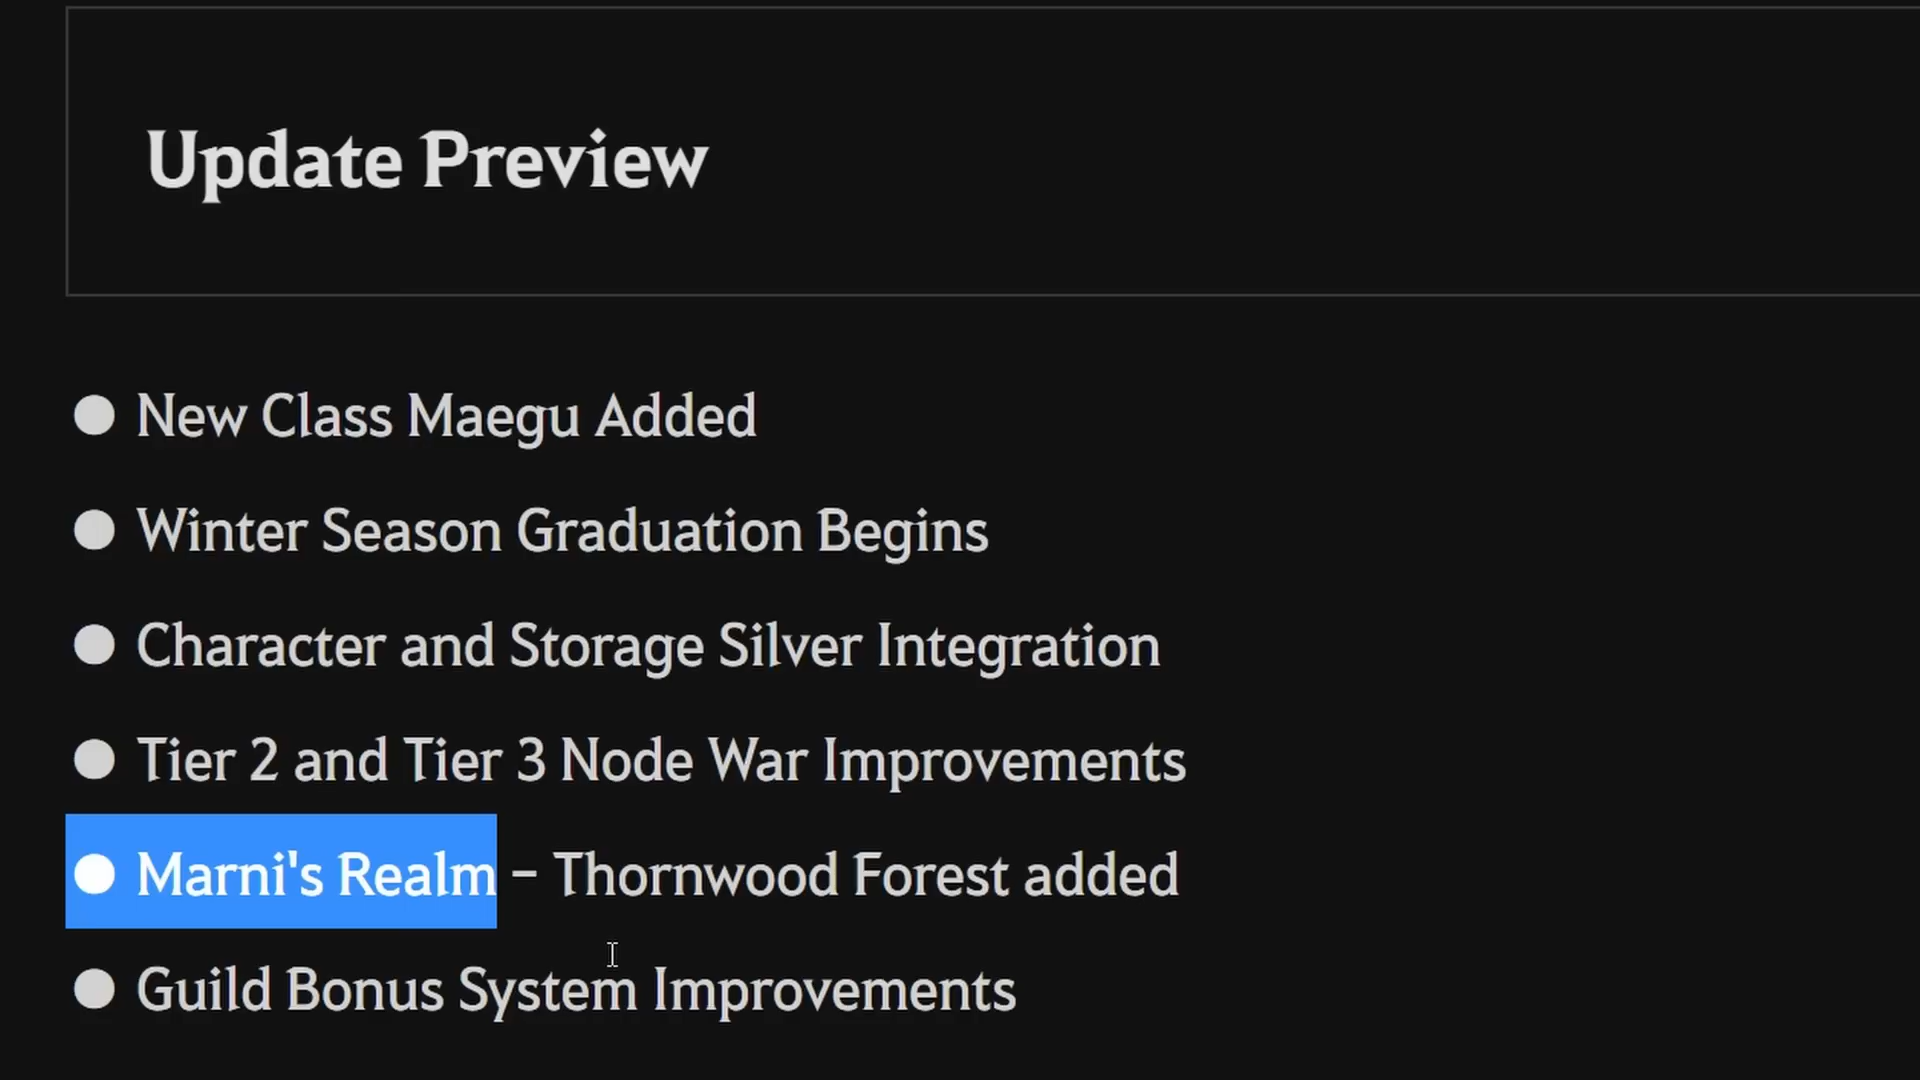 Update Preview
● New Class Maegu Added
● Winter Season Graduation Begins
● Character and Storage Silver Integration
● Tier 2 and Tier 3 Node War Improvements
● Marni's Realm – Thornwood Forest added
● Guild Bonus System Improvements